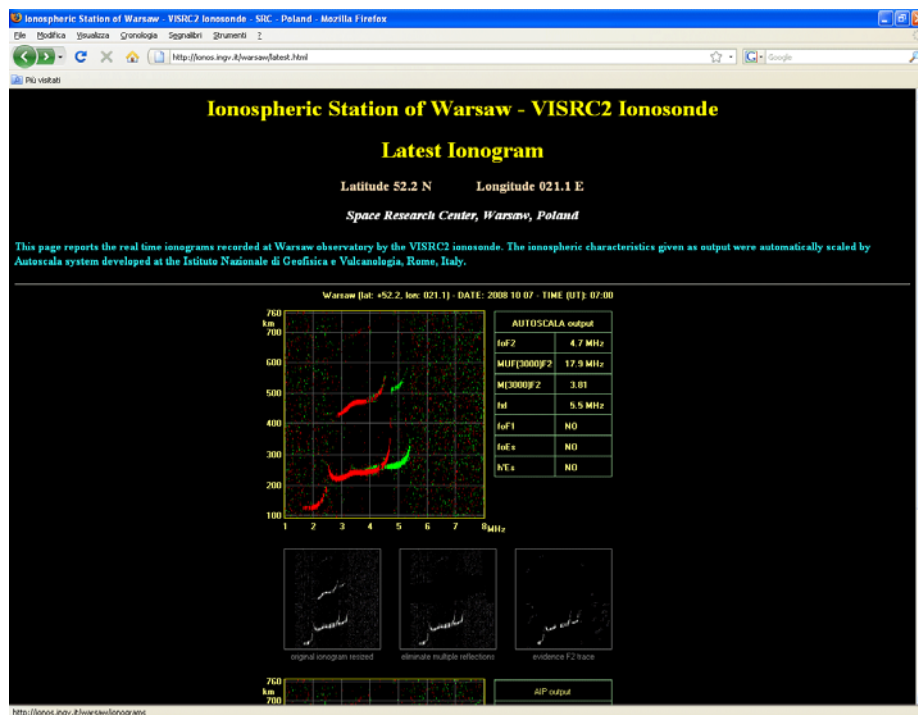 Ionospheric Station of Warsaw - VISRC2 Ionosonde - SRC - Poland - Mozilla Firefox
File Modifica Visualizza Cronologia Segnalibri Strumenti ?
http://ionos.ingv.it/warsaw/latest.html
Google
Più visitati
Ionospheric Station of Warsaw - VISRC2 Ionosonde
Latest Ionogram
Latitude 52.2 N Longitude 021.1 E
Space Research Center, Warsaw, Poland
This page reports the real time ionograms recorded at Warsaw observatory by the VISRC2 ionosonde. The ionospheric characteristics given as output were automatically scaled by
Autoscala system developed at the Istituto Nazionale di Geofisica e Vulcanologia, Rome, Italy.
Warsaw (lat: +52.2, lon: 021.1) - DATE: 2008 10 07 - TIME (UT): 07:00
760
km
700
600
500
400
300
200
100
1 2 3 4 5 6 7 8 MHz
AUTOSCALA output
foF2 4.7 MHz
MUF(3000)F2 17.9 MHz
M(3000)F2 3.81
fxI 5.5 MHz
foF1 NO
foEs NO
h'Es NO
original ionogram resized
eliminate multiple reflections
evidence F2 trace
760
km
700
AIP output
http://ionos.ingv.it/warsaw/ionograms